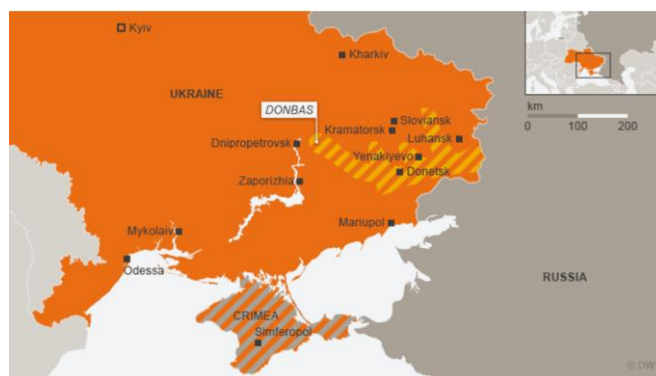 Kyiv
Kharkiv
UKRAINE
km
0 100 200
DONBAS
Sloviansk
Kramatorsk
Luhansk
Dnipropetrovsk
Yenakiyevo
Donetsk
Zaporizhia
Mariupol
Mykolaiv
Odessa
RUSSIA
CRIMEA
Simferopol
© DW